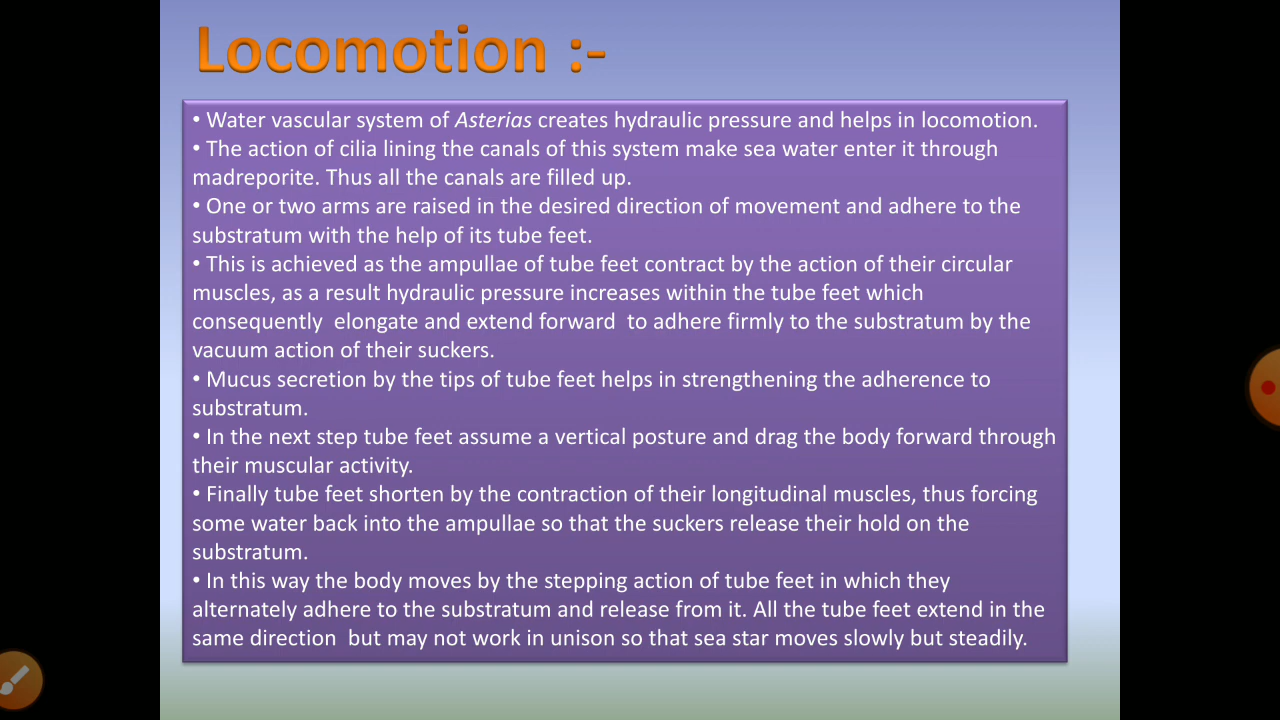 Locomotion :-
• Water vascular system of Asterias creates hydraulic pressure and helps in locomotion.
• The action of cilia lining the canals of this system make sea water enter it through
madreporite. Thus all the canals are filled up.
• One or two arms are raised in the desired direction of movement and adhere to the
substratum with the help of its tube feet.
• This is achieved as the ampullae of tube feet contract by the action of their circular
muscles, as a result hydraulic pressure increases within the tube feet which
consequently  elongate and extend forward  to adhere firmly to the substratum by the
vacuum action of their suckers.
• Mucus secretion by the tips of tube feet helps in strengthening the adherence to
substratum.
• In the next step tube feet assume a vertical posture and drag the body forward through
their muscular activity.
• Finally tube feet shorten by the contraction of their longitudinal muscles, thus forcing
some water back into the ampullae so that the suckers release their hold on the
substratum.
• In this way the body moves by the stepping action of tube feet in which they
alternately adhere to the substratum and release from it. All the tube feet extend in the
same direction  but may not work in unison so that sea star moves slowly but steadily.